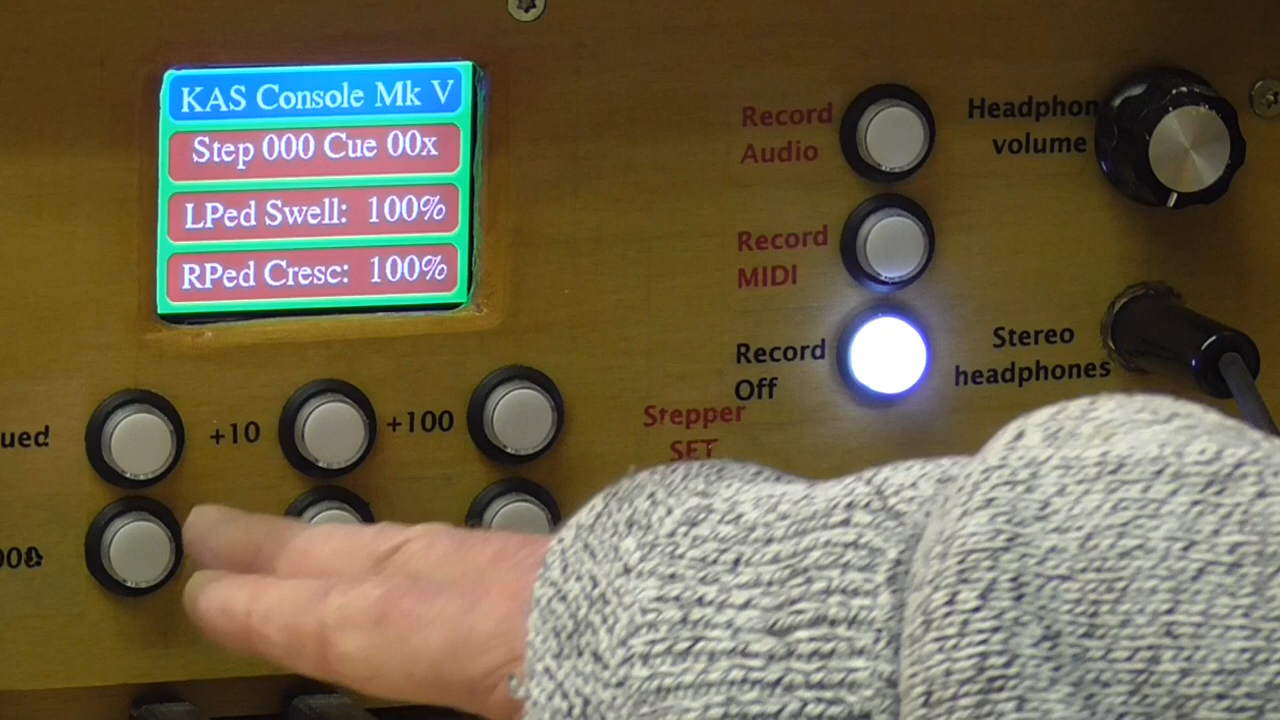 KAS Console Mk V
Step 000 Cue 00x
LPed Swell: 100%
RPed Cresc: 100%
Record
Audio
Headphon
volume
Record
MIDI
Record
Off
Stereo
headphones
ued
+10
+100
Stepper
SET